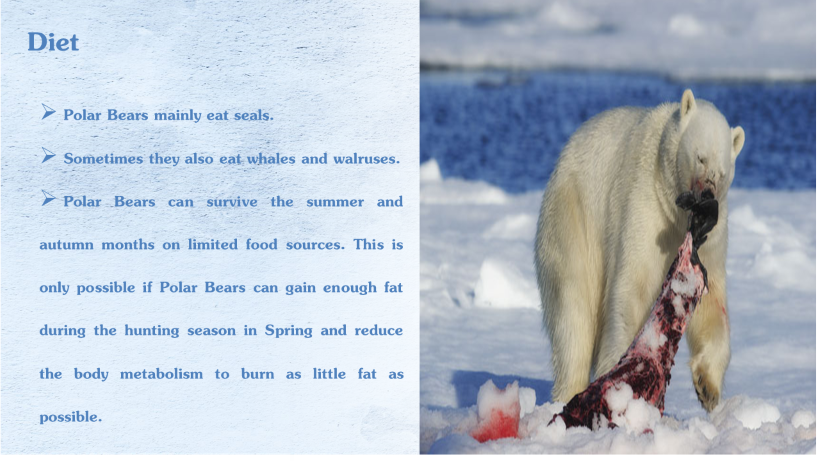 Diet
Polar Bears mainly eat seals.
Sometimes they also eat whales and walruses.
Polar Bears can survive the summer and
autumn months on limited food sources. This is
only possible if Polar Bears can gain enough fat
during the hunting season in Spring and reduce
the body metabolism to burn as little fat as
possible.